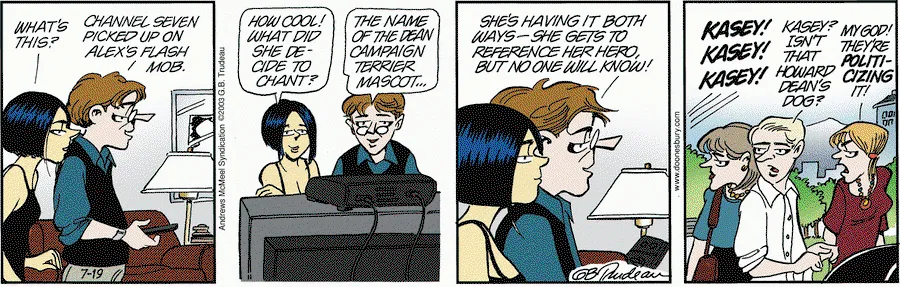 WHAT'S
THIS?
CHANNEL SEVEN
PICKED UP ON
ALEX'S FLASH
MOB.
7-19
Andrews McMeel Syndication ©2003 G.B. Trudeau
HOW COOL!
WHAT DID
SHE DE-
CIDE TO
CHANT?
THE NAME
OF THE DEAN
CAMPAIGN
TERRIER
MASCOT...
SHE'S HAVING IT BOTH
WAYS — SHE GETS TO
REFERENCE HER HERO,
BUT NO ONE WILL KNOW!
GB Trudeau
www.doonesbury.com
KASEY!
KASEY!
KASEY!
KASEY?
ISN'T
THAT
HOWARD
DEAN'S
DOG?
MY GOD!
THEY'RE
POLITI-
CIZING
IT!